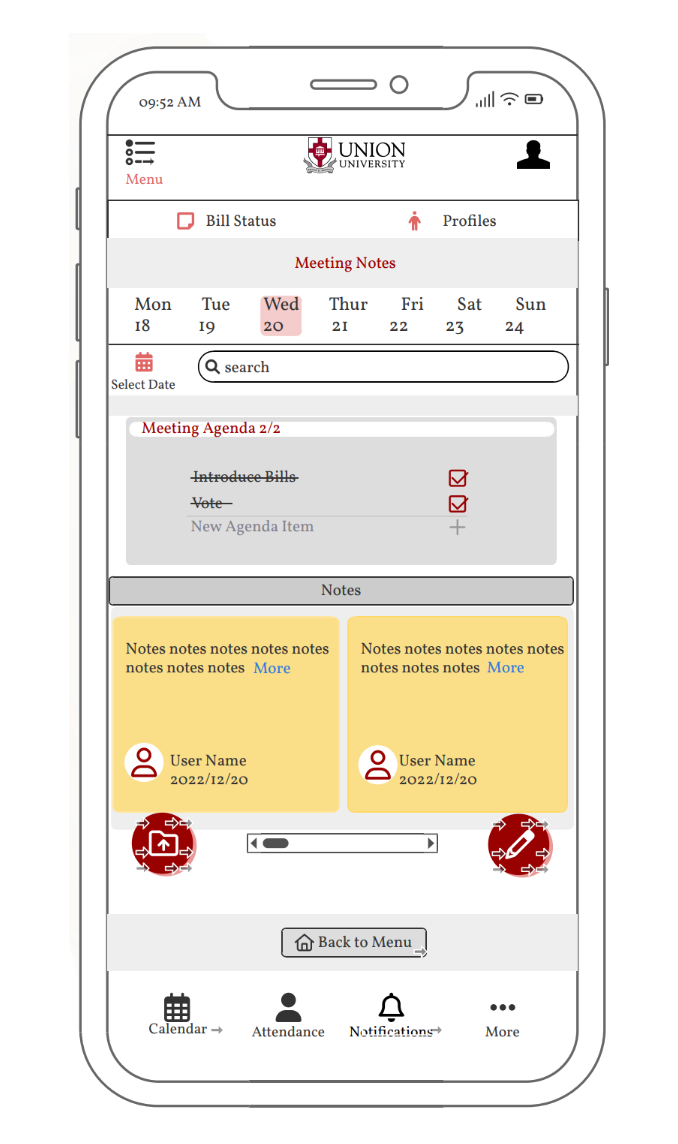 09:52 AM
Menu
UNION
UNIVERSITY
Bill Status Profiles
Meeting Notes
Mon Tue Wed Thur Fri Sat Sun
18 19 20 21 22 23 24
Select Date
search
Meeting Agenda 2/2
Introduce Bills
Vote
New Agenda Item
Notes
Notes notes notes notes notes
notes notes notes More
User Name
2022/12/20
Notes notes notes notes notes
notes notes notes More
User Name
2022/12/20
Back to Menu
Calendar
Attendance
Notifications
More